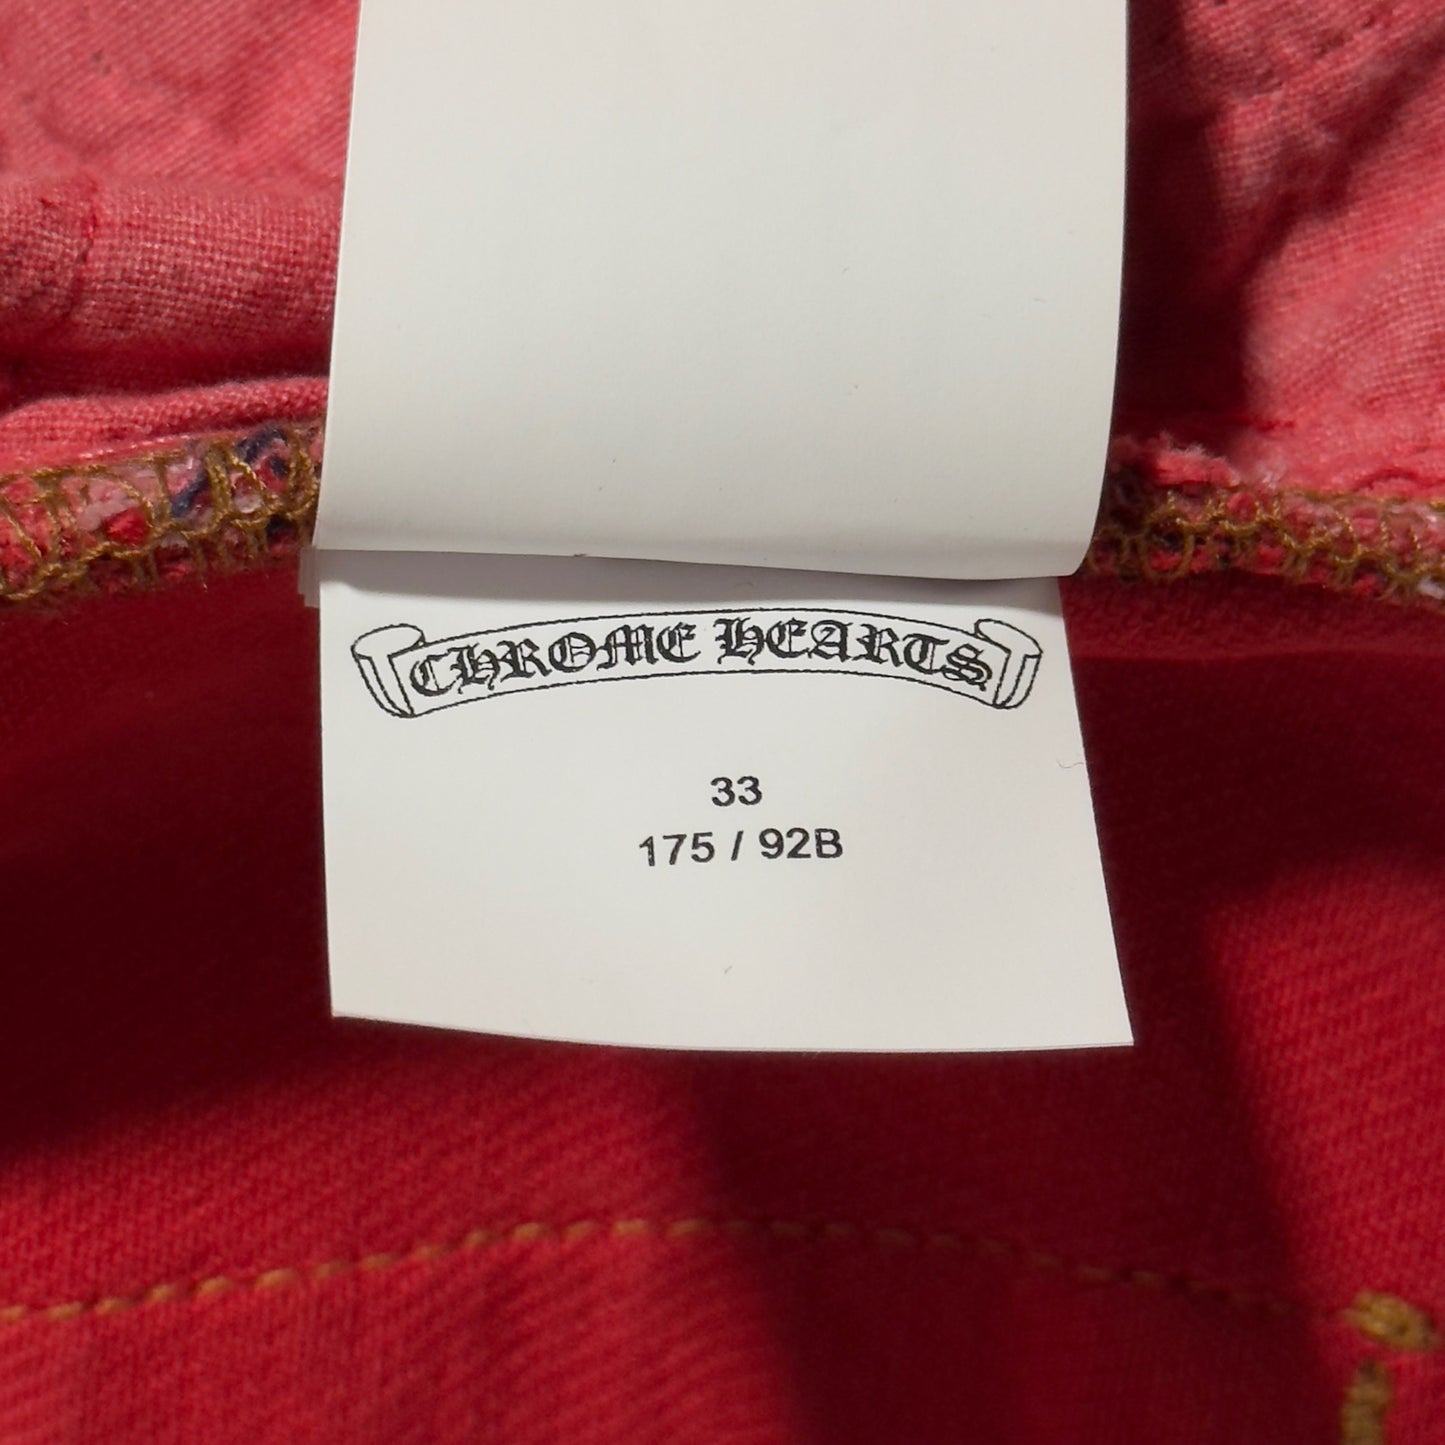 CHROME HEARTS
33
175 / 92B